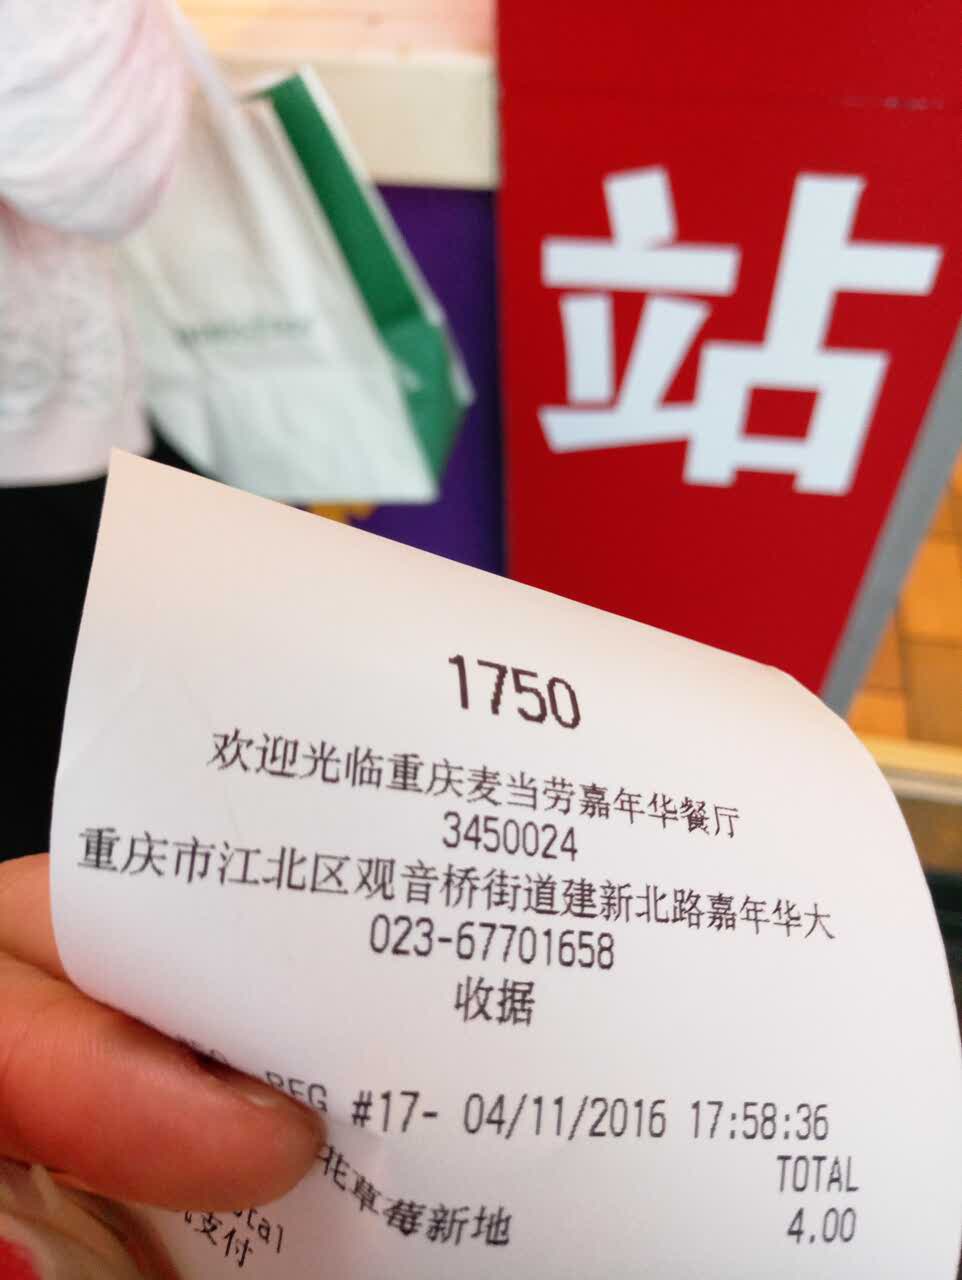 站
1750
欢迎光临重庆麦当劳嘉年华餐厅
3450024
重庆市江北区观音桥街道建新北路嘉年华大
023-67701658
收据
REG #17- 04/11/2016 17:58:36
TOTAL
花草莓新地 4.00
支付